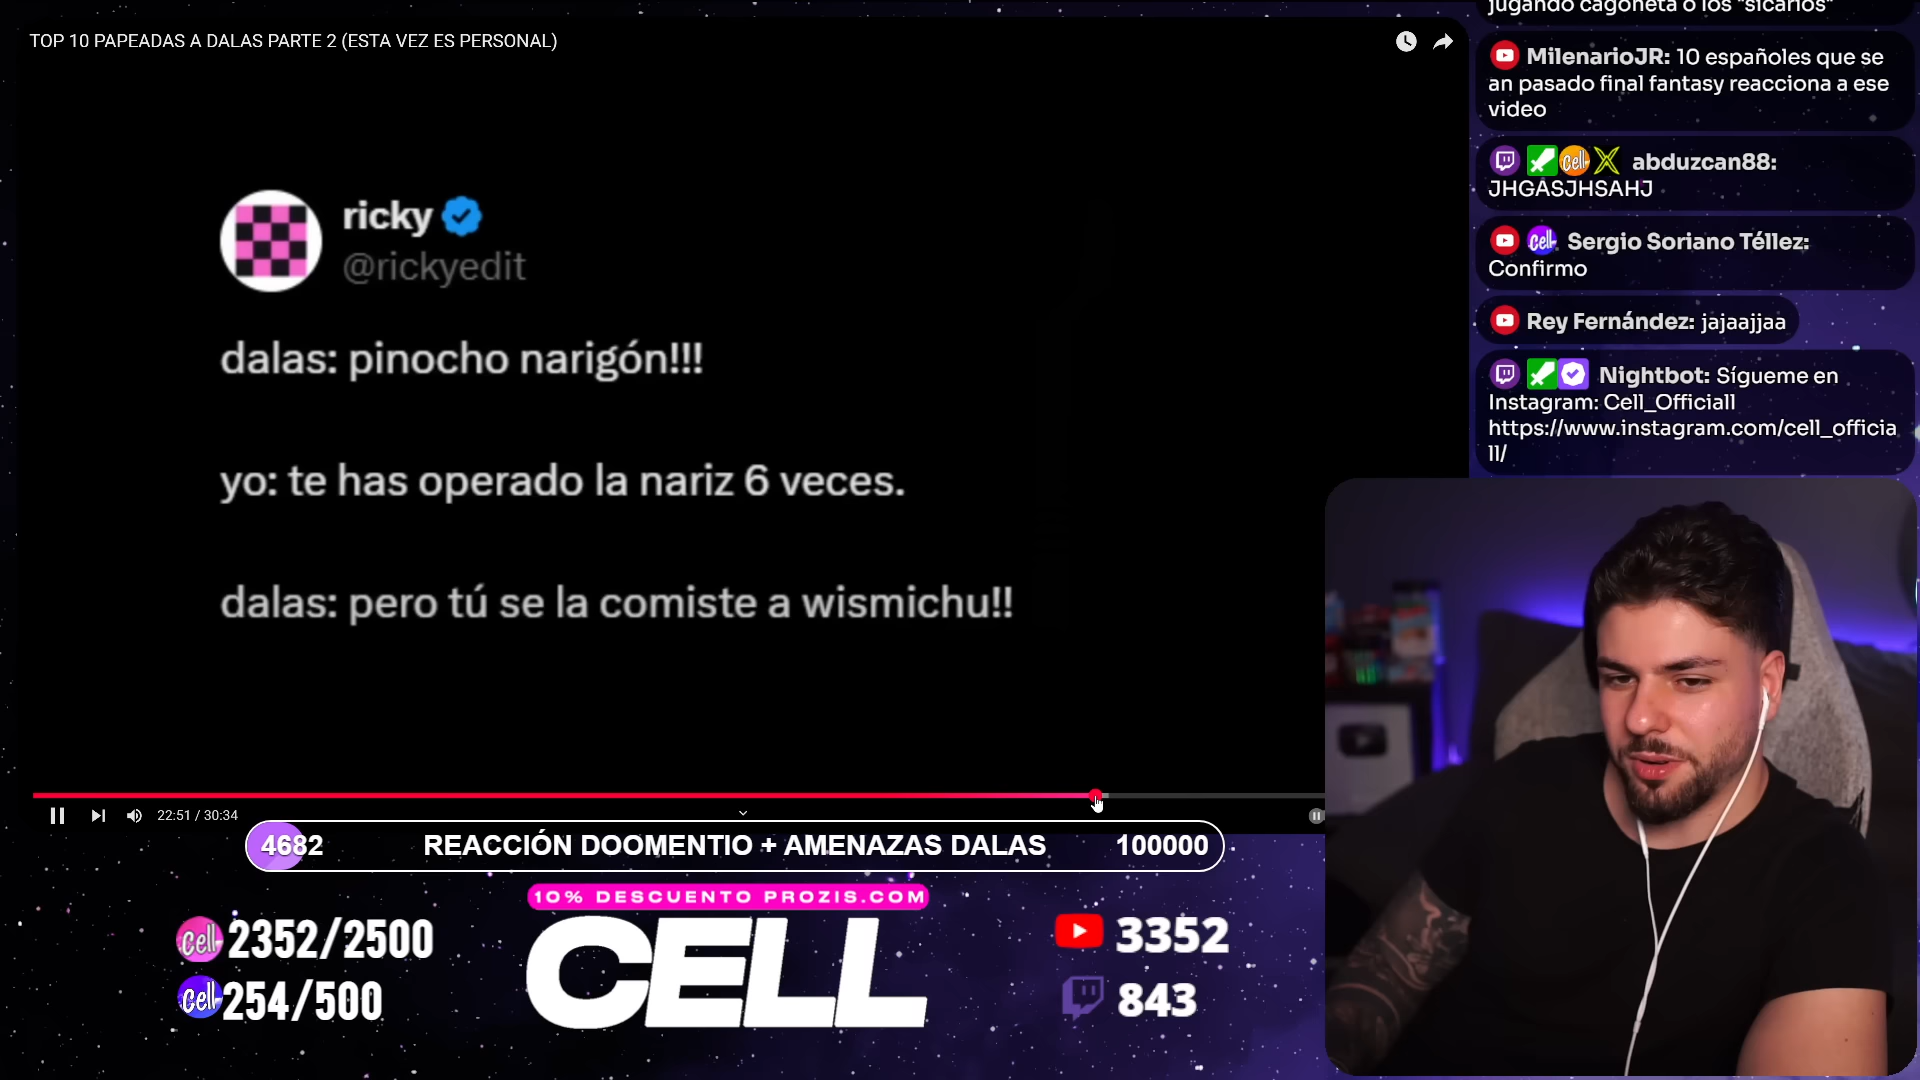 TOP 10 PAPEADAS A DALAS PARTE 2 (ESTA VEZ ES PERSONAL)
ricky
@rickyedit
dalas: pinocho narigón!!!
yo: te has operado la nariz 6 veces.
dalas: pero tú se la comiste a wismichu!!
22:51 / 30:34
4682 REACCIÓN DOOMENTIO + AMENAZAS DALAS 100000
10% DESCUENTO PROZIS.COM
CELL
cell 2352/2500
cell 254/500
3352
843
jugando cagoneta o los "sicarios"
MilenarioJR: 10 españoles que se
an pasado final fantasy reacciona a ese
video
cell abduzcan88:
JHGASJHSAHJ
cell Sergio Soriano Téllez:
Confirmo
Rey Fernández: jajaajjaa
Nightbot: Sígueme en
Instagram: Cell_Officiall
https://www.instagram.com/cell_officia
ll/